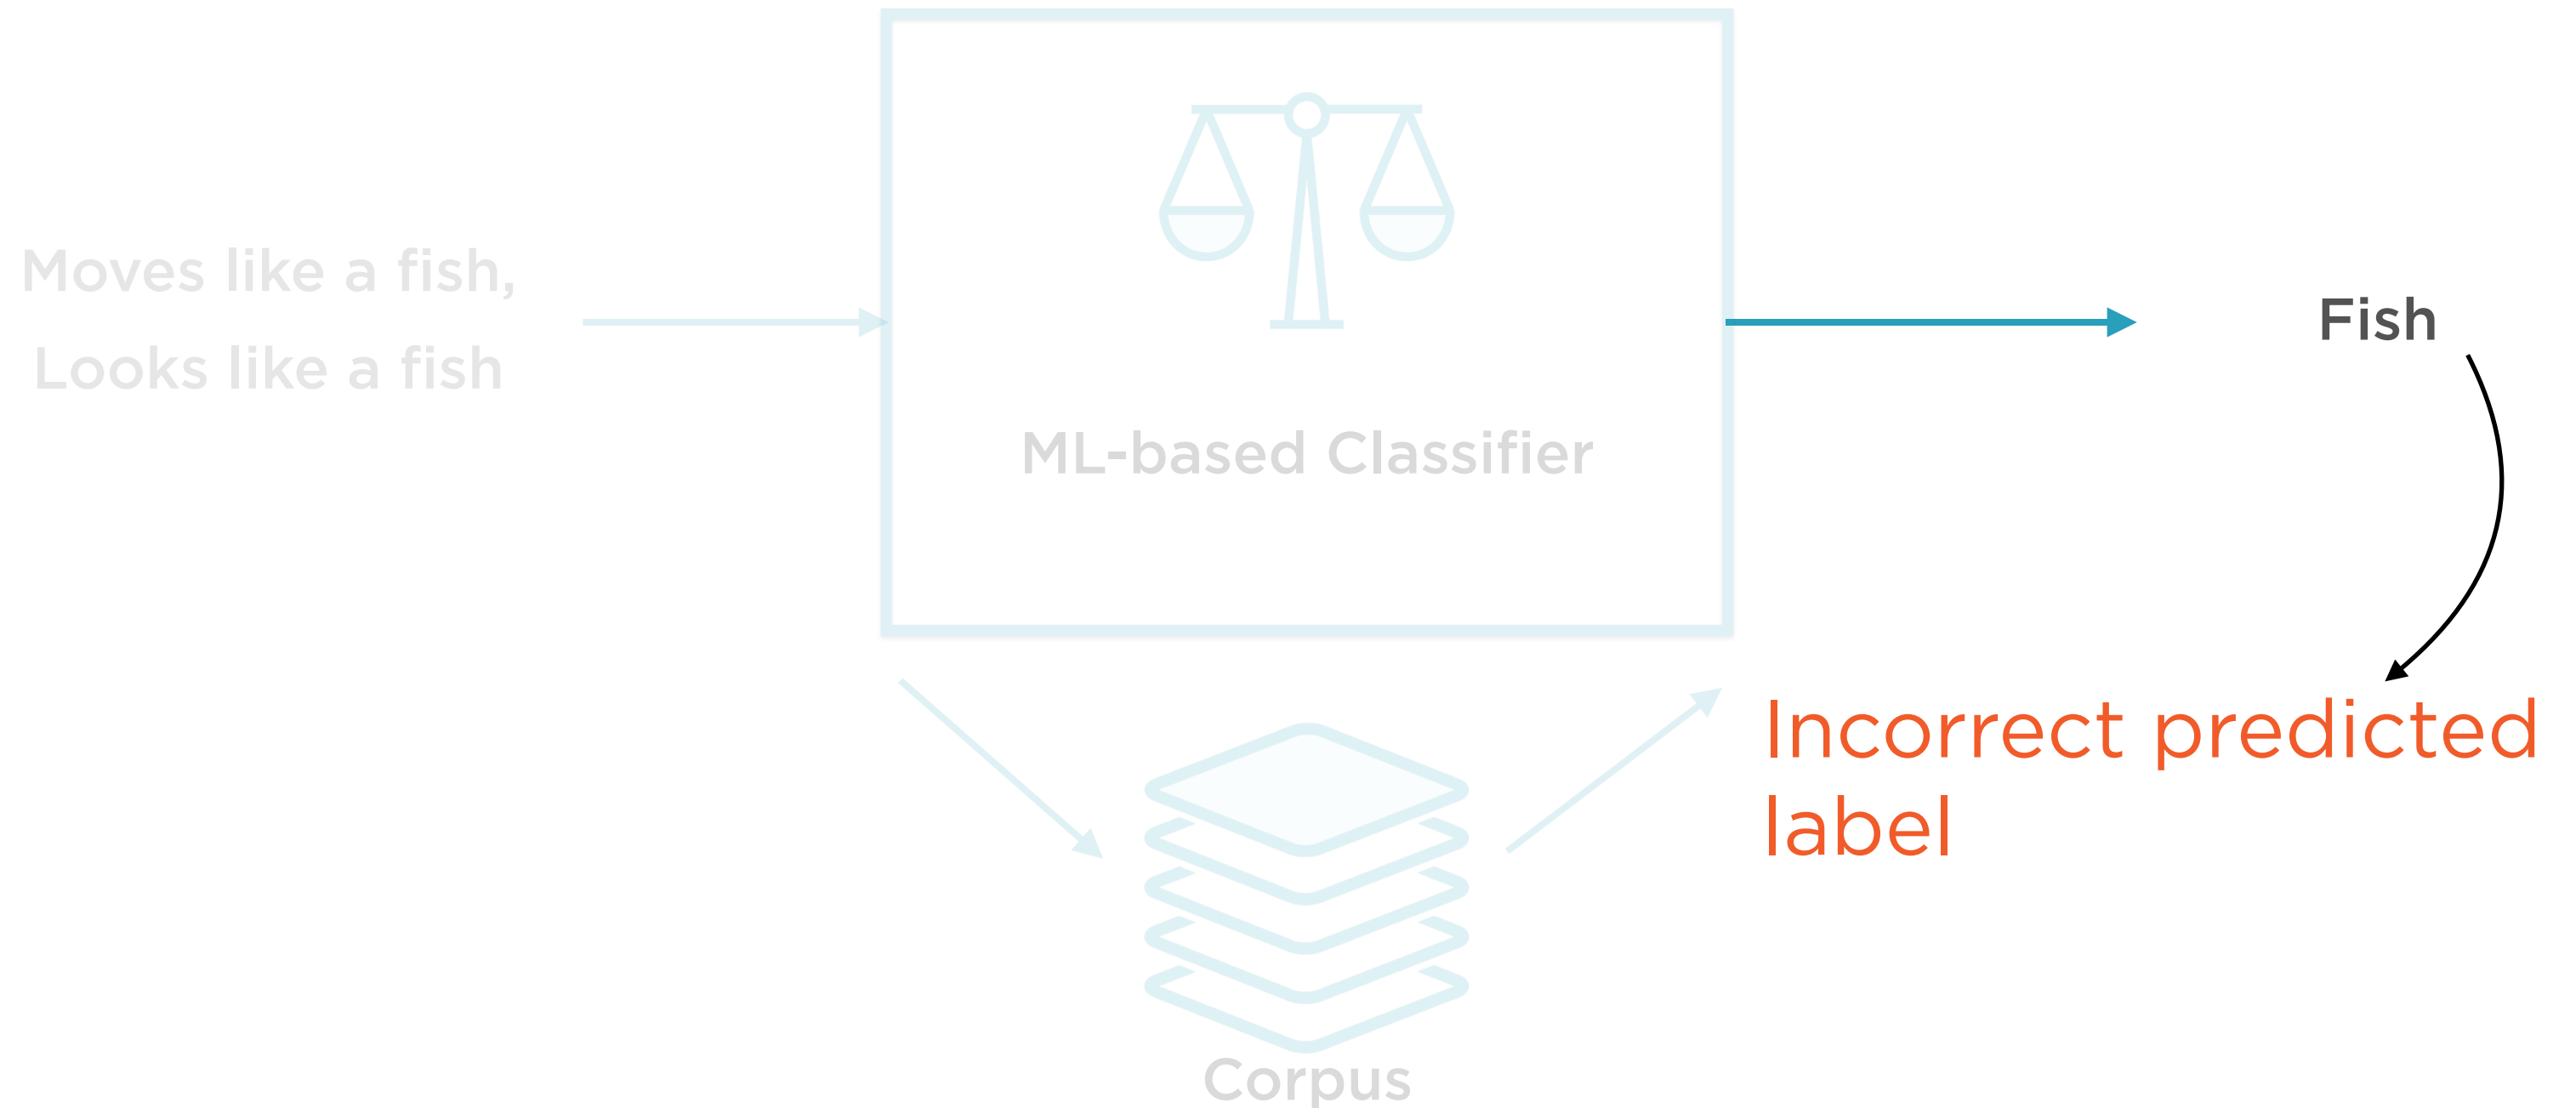 Moves like a fish,
Looks like a fish
ML-based Classifier
Fish
Incorrect predicted
label
Corpus